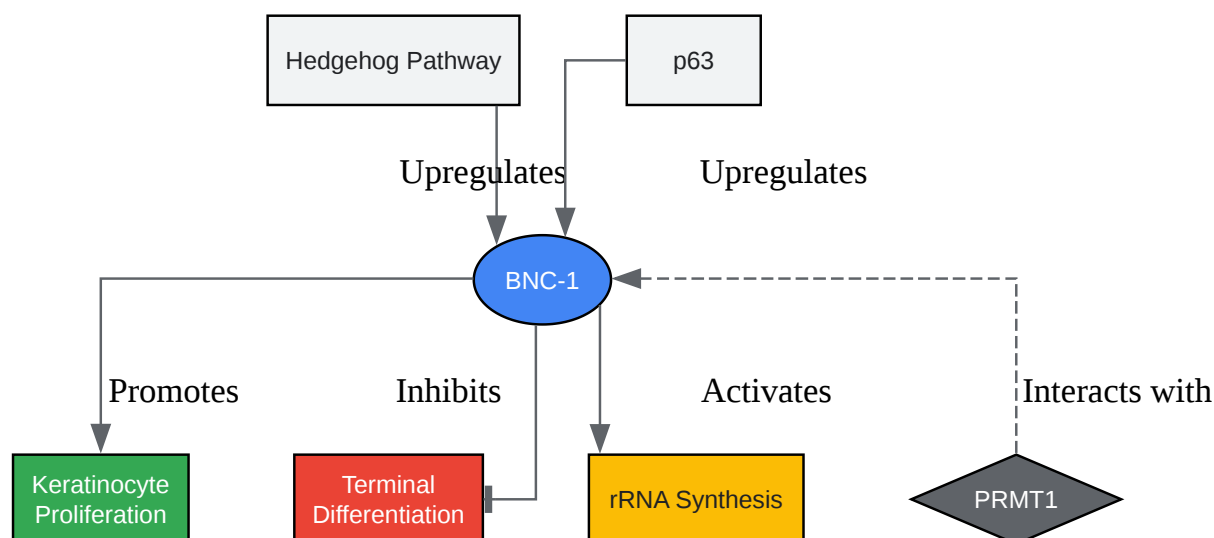 Hedgehog Pathway
p63
Upregulates
Upregulates
BNC-1
Promotes
Inhibits
Activates
Interacts with
Keratinocyte
Proliferation
Terminal
Differentiation
rRNA Synthesis
PRMT1